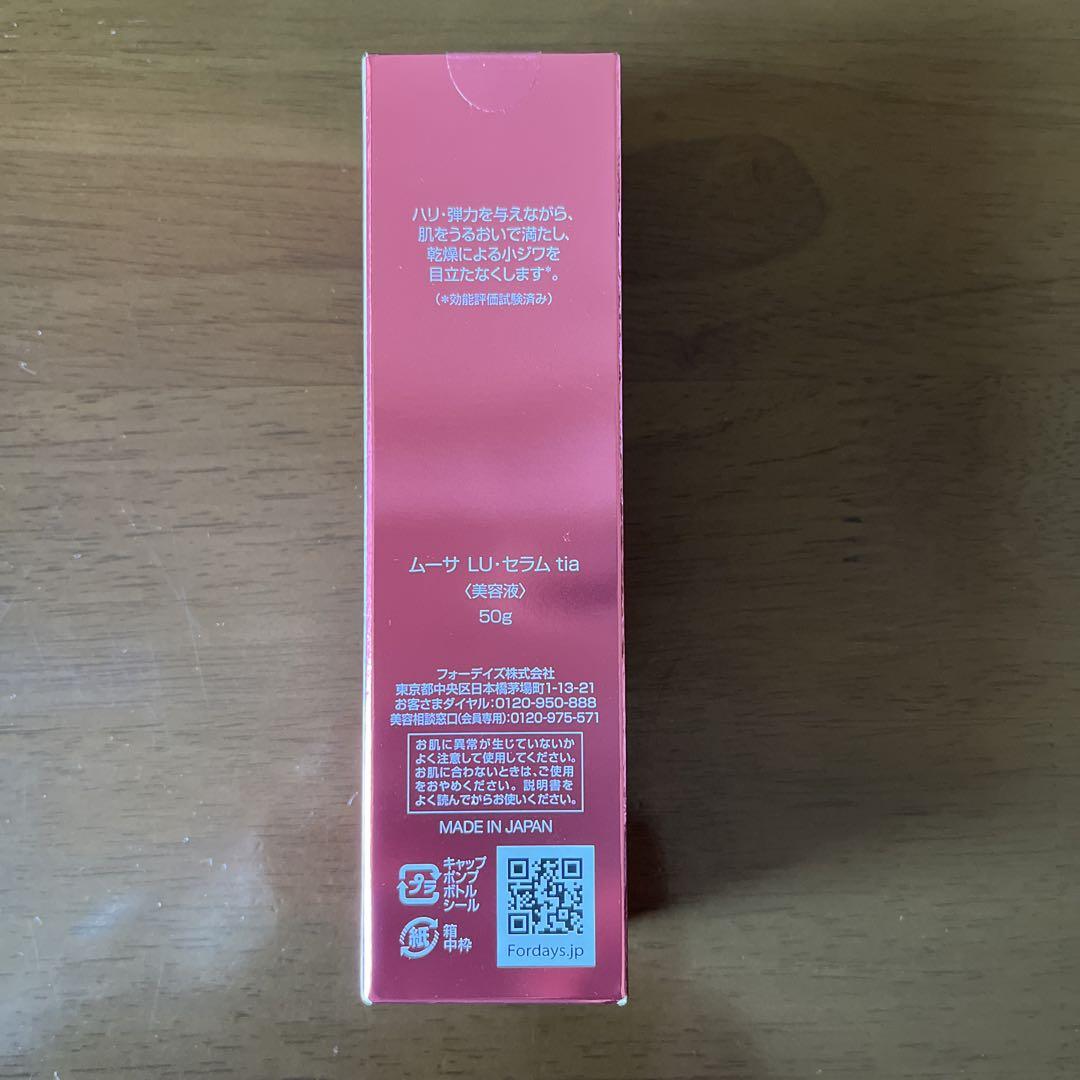 ハリ・弾力を与えながら、
肌をうるおいで満たし、
乾燥による小ジワを
目立たなくします*。
(*効能評価試験済み)
ムーサ LU・セラム tia
〈美容液〉
50g
フォーデイズ株式会社
東京都中央区日本橋茅場町1-13-21
お客さまダイヤル:0120-950-888
美容相談窓口(会員専用):0120-975-571
お肌に異常が生じていないか
よく注意して使用してください。
お肌に合わないときは、ご使用
をおやめください。説明書を
よく読んでからお使いください。
MADE IN JAPAN
プラ
キャップ
ポンプ
ボトル
シール
紙
箱
中枠
Fordays.jp